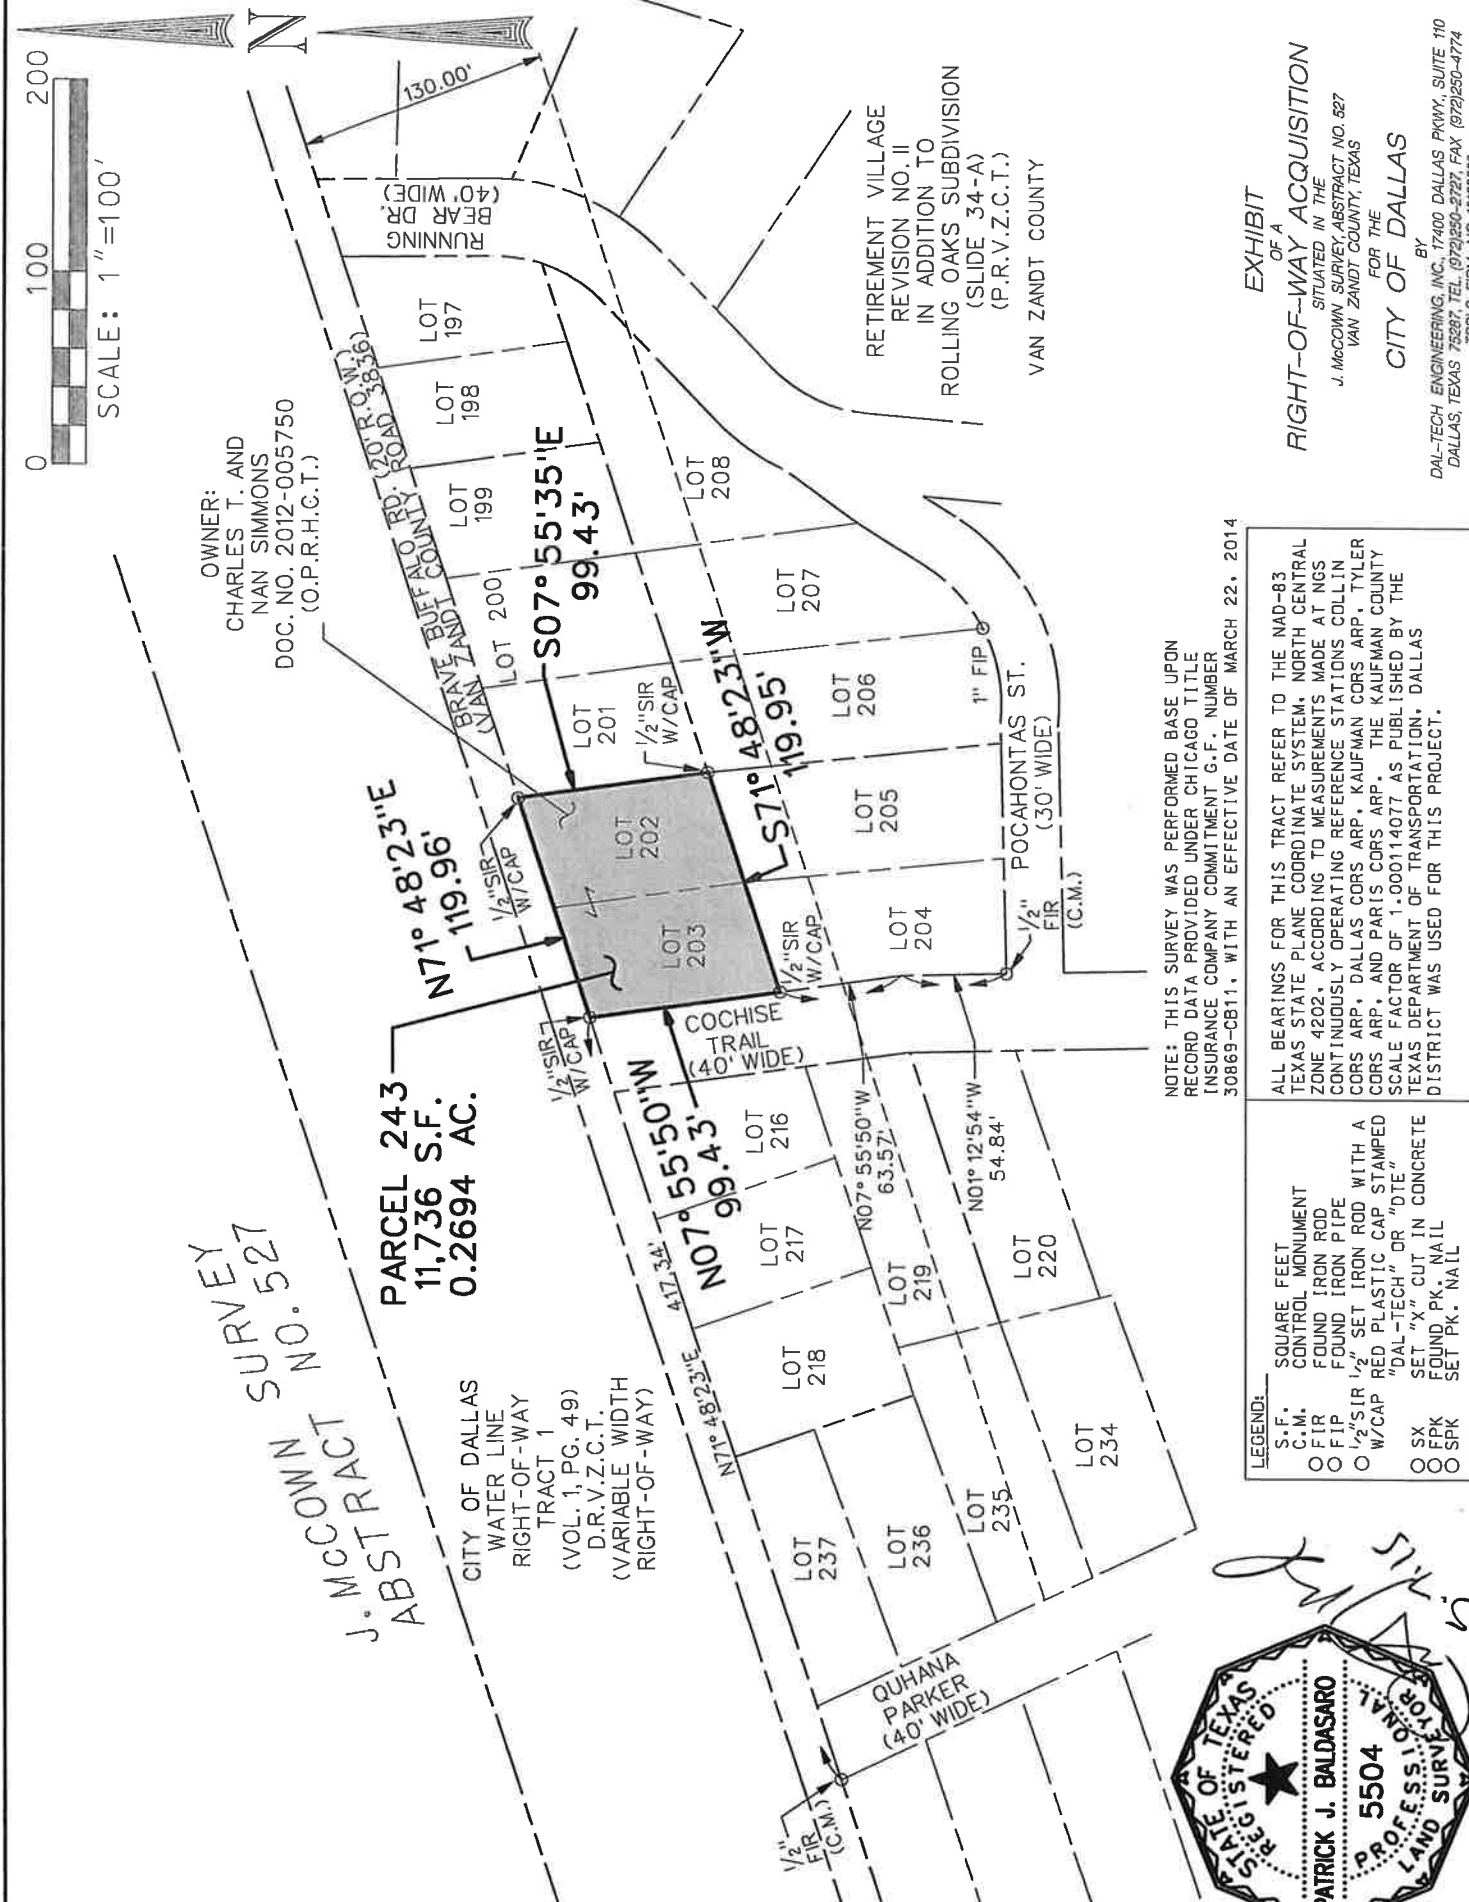 0 100 200
SCALE: 1"=100'
N
J. McCOWN SURVEY
ABSTRACT NO. 527
OWNER:
CHARLES T. AND
NAN SIMMONS
DOC. NO. 2012-005750
(O.P.R.H.C.T.)
PARCEL 243
11,736 S.F.
0.2694 AC.
N71° 48'23"E
119.96'
BRAVE BUFFALO RD. (20' R.O.W.)
(VAN ZANDT COUNTY ROAD 3836)
130.00'
RUNNING
BEAR DR.
(40' WIDE)
CITY OF DALLAS
WATER LINE
RIGHT-OF-WAY
TRACT 1
(VOL. 1, PG. 49)
D.R.V.Z.C.T.
(VARIABLE WIDTH
RIGHT-OF-WAY)
LOT
197
LOT
198
LOT
199
LOT 200
LOT
201
LOT
202
LOT
203
S07° 55'35"E
99.43'
1/2"SIR
W/CAP
1/2"SIR
W/CAP
1/2"SIR
W/CAP
1/2"SIR
W/CAP
S71° 48'23"W
119.95'
N07° 55'50"W
99.43'
COCHISE
TRAIL
(40' WIDE)
N71° 48'23"E 417.34'
LOT
204
LOT
205
LOT
206
LOT
207
LOT
208
LOT
216
LOT
217
LOT
218
LOT
219
LOT
220
LOT
234
LOT
235
LOT
236
LOT
237
N07° 55'50"W
63.57'
N01° 12'54"W
54.84'
1" FIP
POCAHONTAS ST.
(30' WIDE)
1/2"
FIR
(C.M.)
QUHANA
PARKER
(40' WIDE)
1/2"
FIR
(C.M.)
RETIREMENT VILLAGE
REVISION NO. II
IN ADDITION TO
ROLLING OAKS SUBDIVISION
(SLIDE 34-A)
(P.R.V.Z.C.T.)
VAN ZANDT COUNTY
NOTE: THIS SURVEY WAS PERFORMED BASE UPON
RECORD DATA PROVIDED UNDER CHICAGO TITLE
INSURANCE COMPANY COMMITMENT G.F. NUMBER
30869-CB11, WITH AN EFFECTIVE DATE OF MARCH 22, 2014
LEGEND:
S.F. SQUARE FEET
C.M. CONTROL MONUMENT
FIR FOUND IRON ROD
FIP FOUND IRON PIPE
1/2"SIR 1/2" SET IRON ROD WITH A
W/CAP RED PLASTIC CAP STAMPED
"DAL-TECH" OR "DTE"
SX SET "X" CUT IN CONCRETE
FPK FOUND PK. NAIL
SPK SET PK. NAIL
ALL BEARINGS FOR THIS TRACT REFER TO THE NAD-83
TEXAS STATE PLANE COORDINATE SYSTEM, NORTH CENTRAL
ZONE 4202, ACCORDING TO MEASUREMENTS MADE AT NGS
CONTINUOUSLY OPERATING REFERENCE STATIONS COLLIN
CORS ARP, DALLAS CORS ARP, KAUFMAN CORS ARP, TYLER
CORS ARP, AND PARIS CORS ARP. THE KAUFMAN COUNTY
SCALE FACTOR OF 1.000114077 AS PUBLISHED BY THE
TEXAS DEPARTMENT OF TRANSPORTATION, DALLAS
DISTRICT WAS USED FOR THIS PROJECT.
EXHIBIT
OF A
RIGHT-OF-WAY ACQUISITION
SITUATED IN THE
J. McCOWN SURVEY, ABSTRACT NO. 527
VAN ZANDT COUNTY, TEXAS
FOR THE
CITY OF DALLAS
BY
DAL-TECH ENGINEERING, INC., 17400 DALLAS PKWY., SUITE 110
DALLAS, TEXAS 75287, TEL. (972)250-2727, FAX (972)250-4774
STATE OF TEXAS
REGISTERED
PATRICK J. BALDASARO
5504
PROFESSIONAL
LAND SURVEYOR